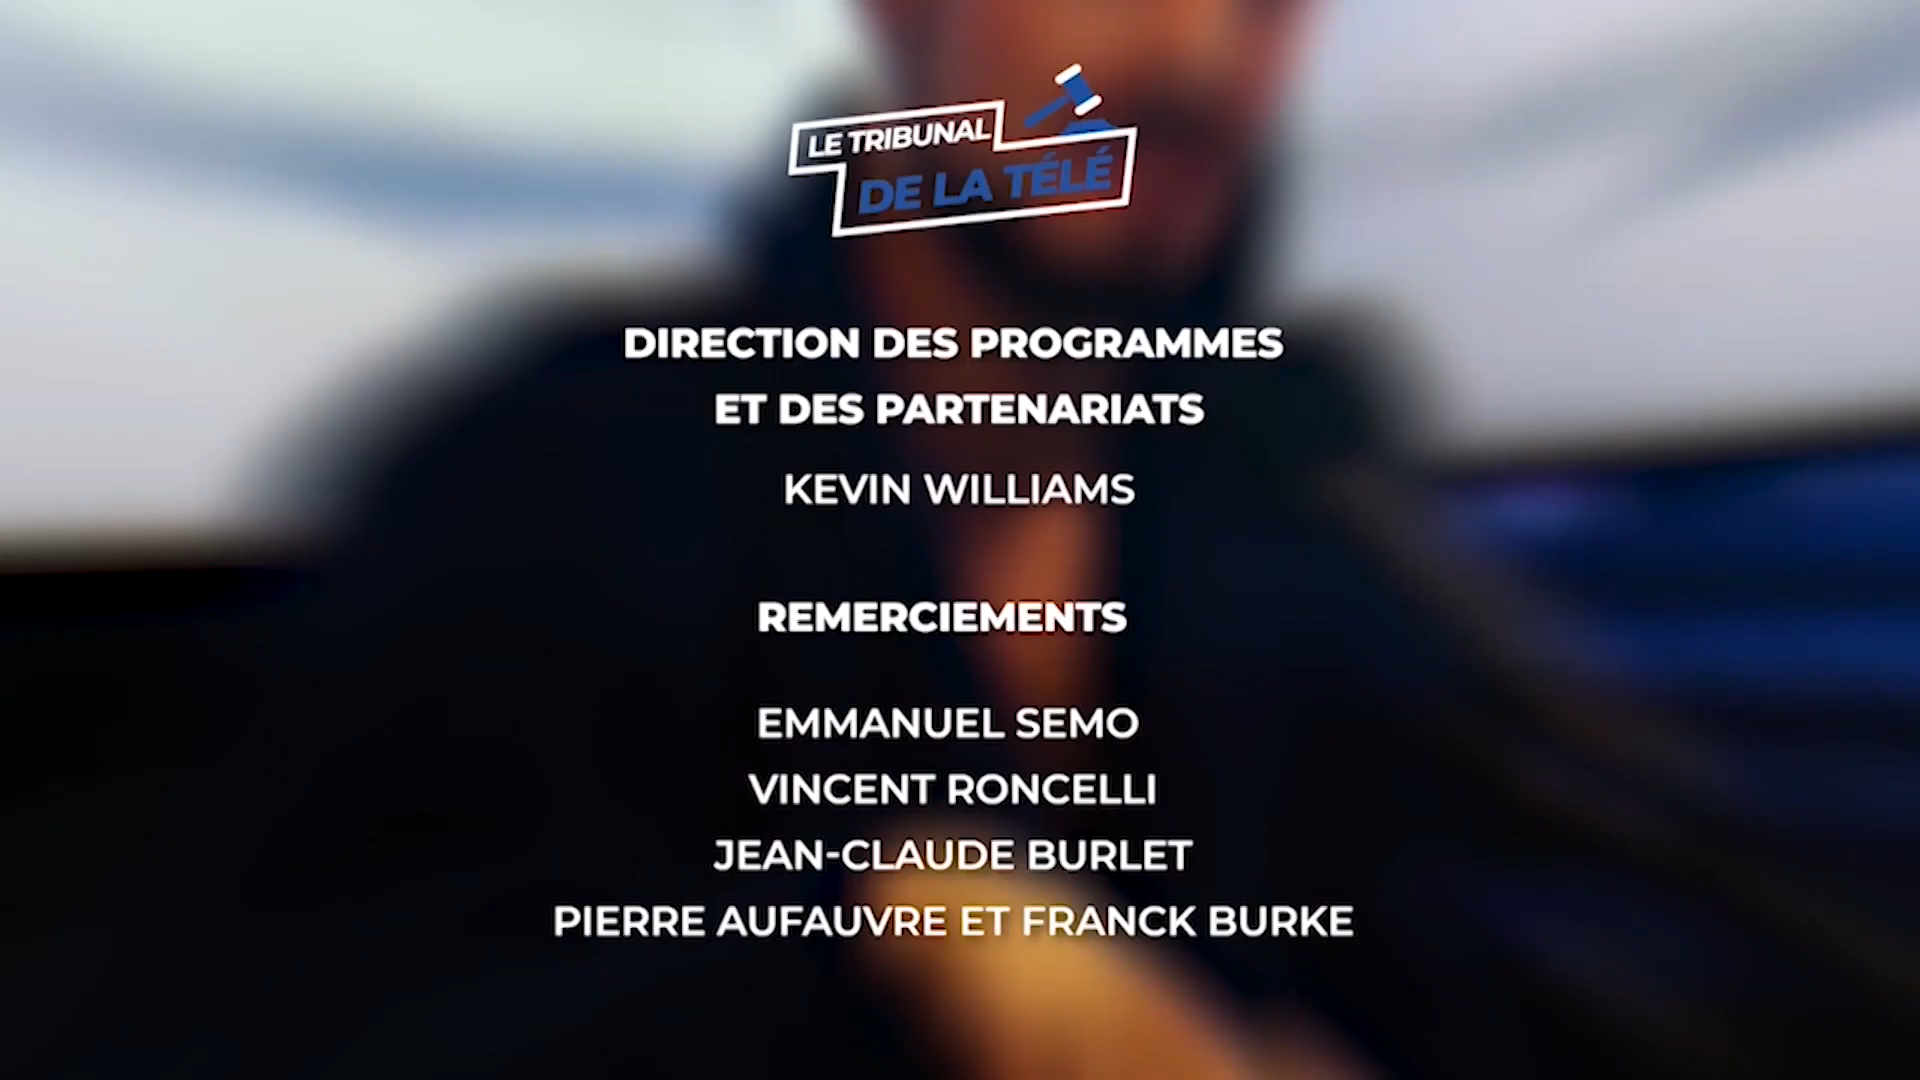 LE TRIBUNAL
DE LA TÉLÉ
DIRECTION DES PROGRAMMES
ET DES PARTENARIATS
KEVIN WILLIAMS
REMERCIEMENTS
EMMANUEL SEMO
VINCENT RONCELLI
JEAN-CLAUDE BURLET
PIERRE AUFAUVRE ET FRANCK BURKE